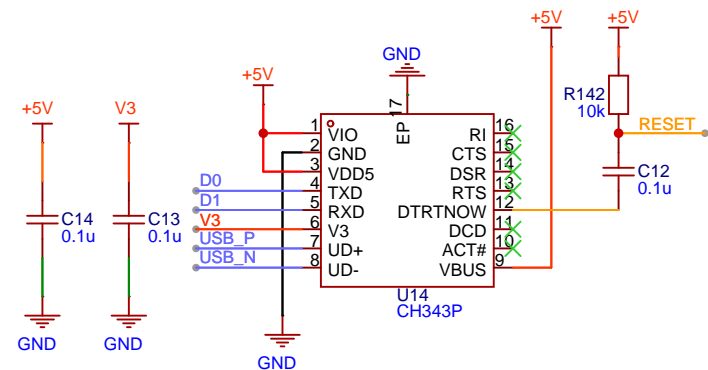 +5V
V3
C14
0.1u
C13
0.1u
GND
GND
+5V
GND
+5V
+5V
R142
10k
RESET
C12
0.1u
17
EP
1
VIO
2
GND
3
VDD5
D0
4
TXD
D1
5
RXD
V3
6
V3
USB_P
7
UD+
USB_N
8
UD-
16
RI
15
CTS
14
DSR
13
RTS
12
DTRTNOW
11
DCD
10
ACT#
9
VBUS
U14
CH343P
GND